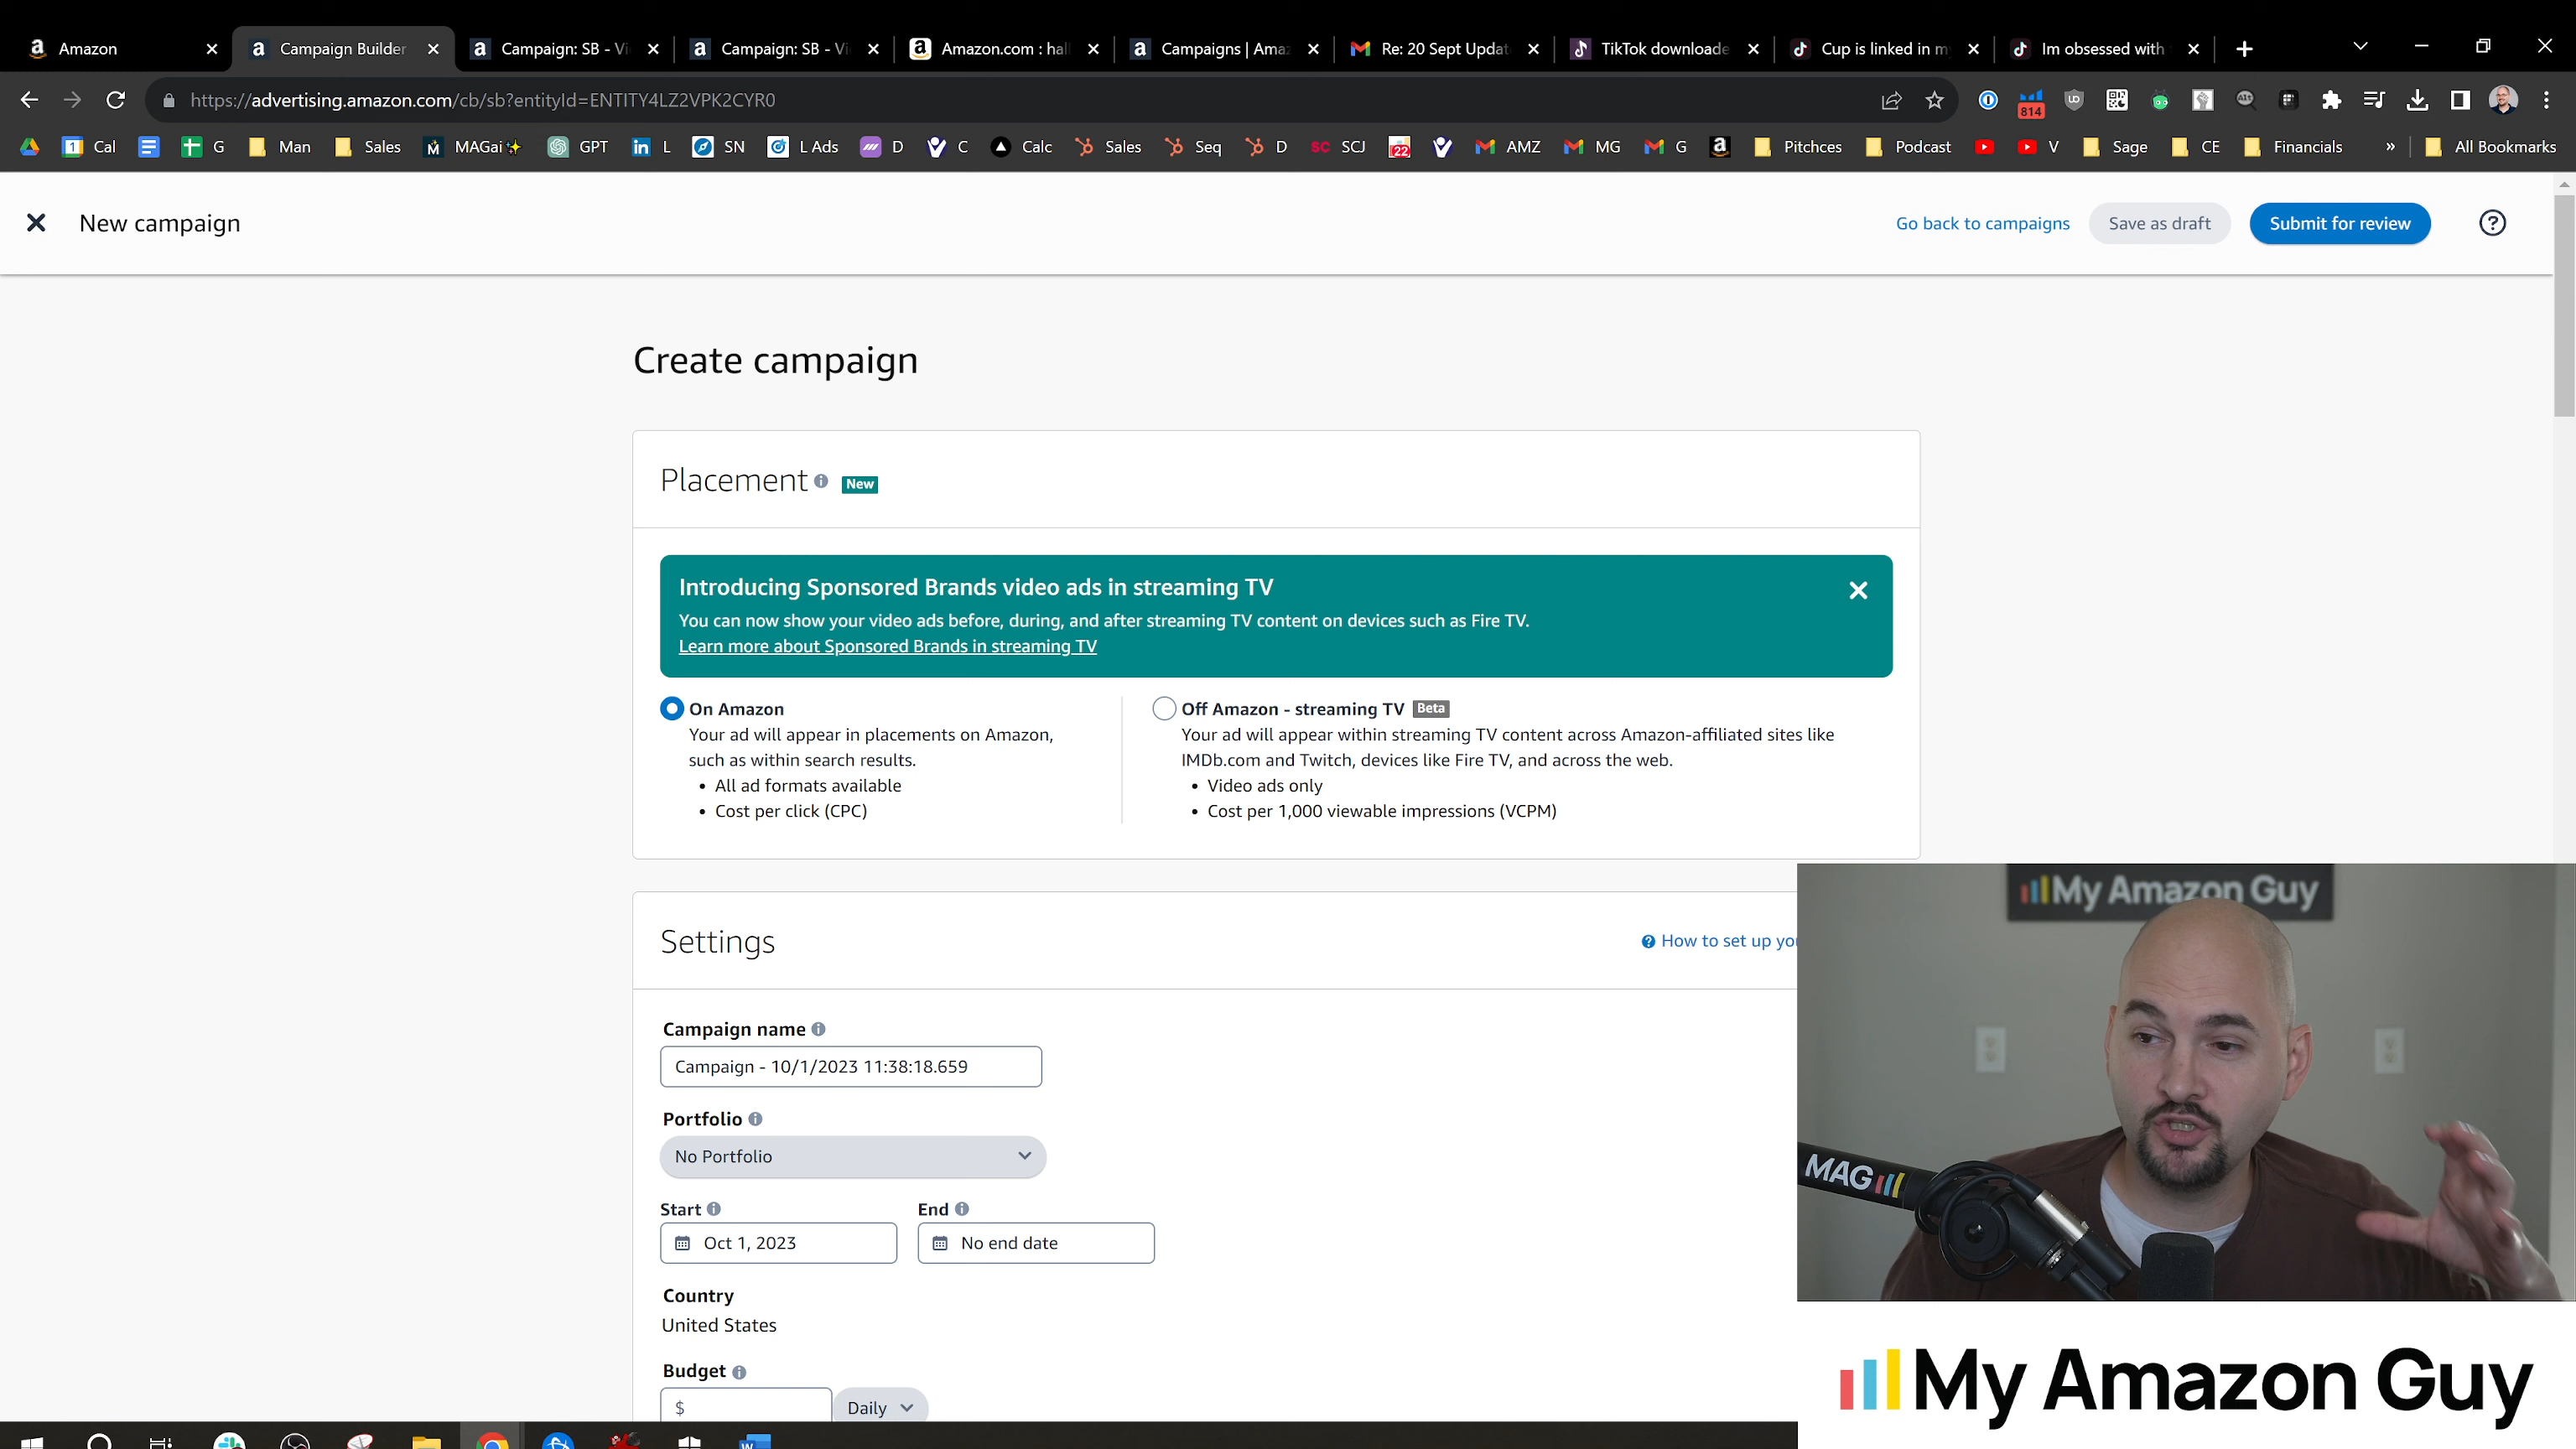 Amazon
Campaign Builder
Campaign: SB - Vi
Campaign: SB - Vi
Amazon.com : hal
Campaigns | Amaz
Re: 20 Sept Updat
TikTok downloade
Cup is linked in m
Im obsessed with
https://advertising.amazon.com/cb/sb?entityId=ENTITY4LZ2VPK2CYR0
814
Cal
G
Man
Sales
MAGai
GPT
L
SN
L Ads
D
C
Calc
Sales
Seq
D
SC SCJ
22
AMZ
MG
G
Pitchces
Podcast
V
Sage
CE
Financials
»
All Bookmarks
New campaign
Go back to campaigns
Save as draft
Submit for review
Create campaign
Placement New
Introducing Sponsored Brands video ads in streaming TV
You can now show your video ads before, during, and after streaming TV content on devices such as Fire TV.
Learn more about Sponsored Brands in streaming TV
On Amazon
Your ad will appear in placements on Amazon,
such as within search results.
• All ad formats available
• Cost per click (CPC)
Off Amazon - streaming TV Beta
Your ad will appear within streaming TV content across Amazon-affiliated sites like
IMDb.com and Twitch, devices like Fire TV, and across the web.
• Video ads only
• Cost per 1,000 viewable impressions (VCPM)
Settings
How to set up you
Campaign name
Campaign - 10/1/2023 11:38:18.659
Portfolio
No Portfolio
Start
End
Oct 1, 2023
No end date
Country
United States
Budget
$
Daily
My Amazon Guy
MAG
My Amazon Guy